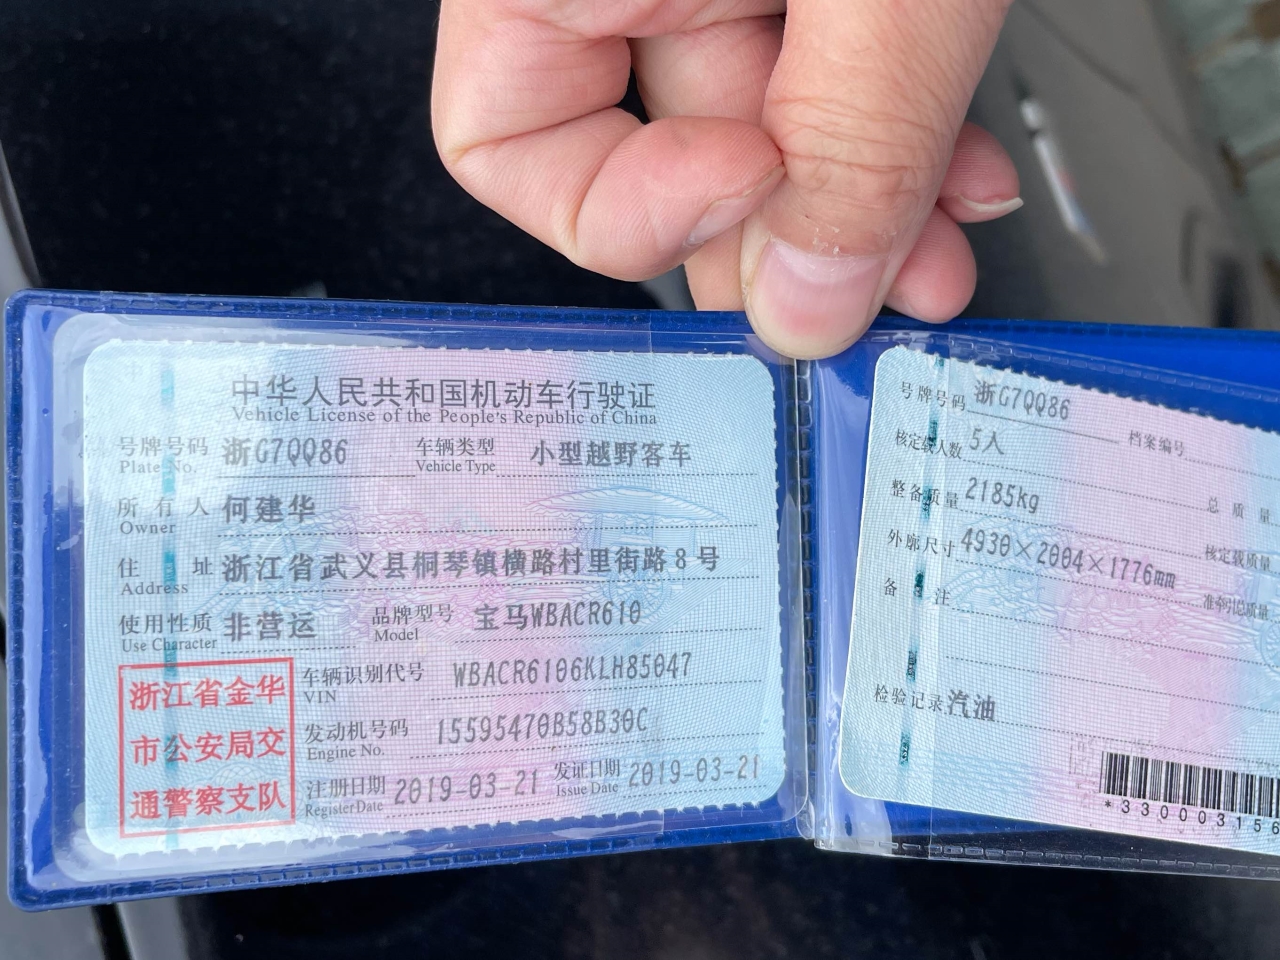 中华人民共和国机动车行驶证
Vehicle License of the People's Republic of China
号牌号码 浙G7QQ86 车辆类型 小型越野客车
Plate No. Vehicle Type
所有人 何建华
Owner
住址 浙江省武义县桐琴镇横路村里街路8号
Address
使用性质 非营运 品牌型号 宝马WBACR610
Use Character Model
浙江省金华
市公安局交
通警察支队
车辆识别代号 WBACR6106KLH85047
VIN
发动机号码 15595470B58B30C
Engine No.
注册日期 2019-03-21 发证日期 2019-03-21
Register Date Issue Date
号牌号码 浙G7QQ86 档案编号
核定载人数 5人 总质量
整备质量 2185kg 核定载质量
外廓尺寸 4930×2004×1776mm 准牵引总质量
备注
检验记录 汽油
*330003156